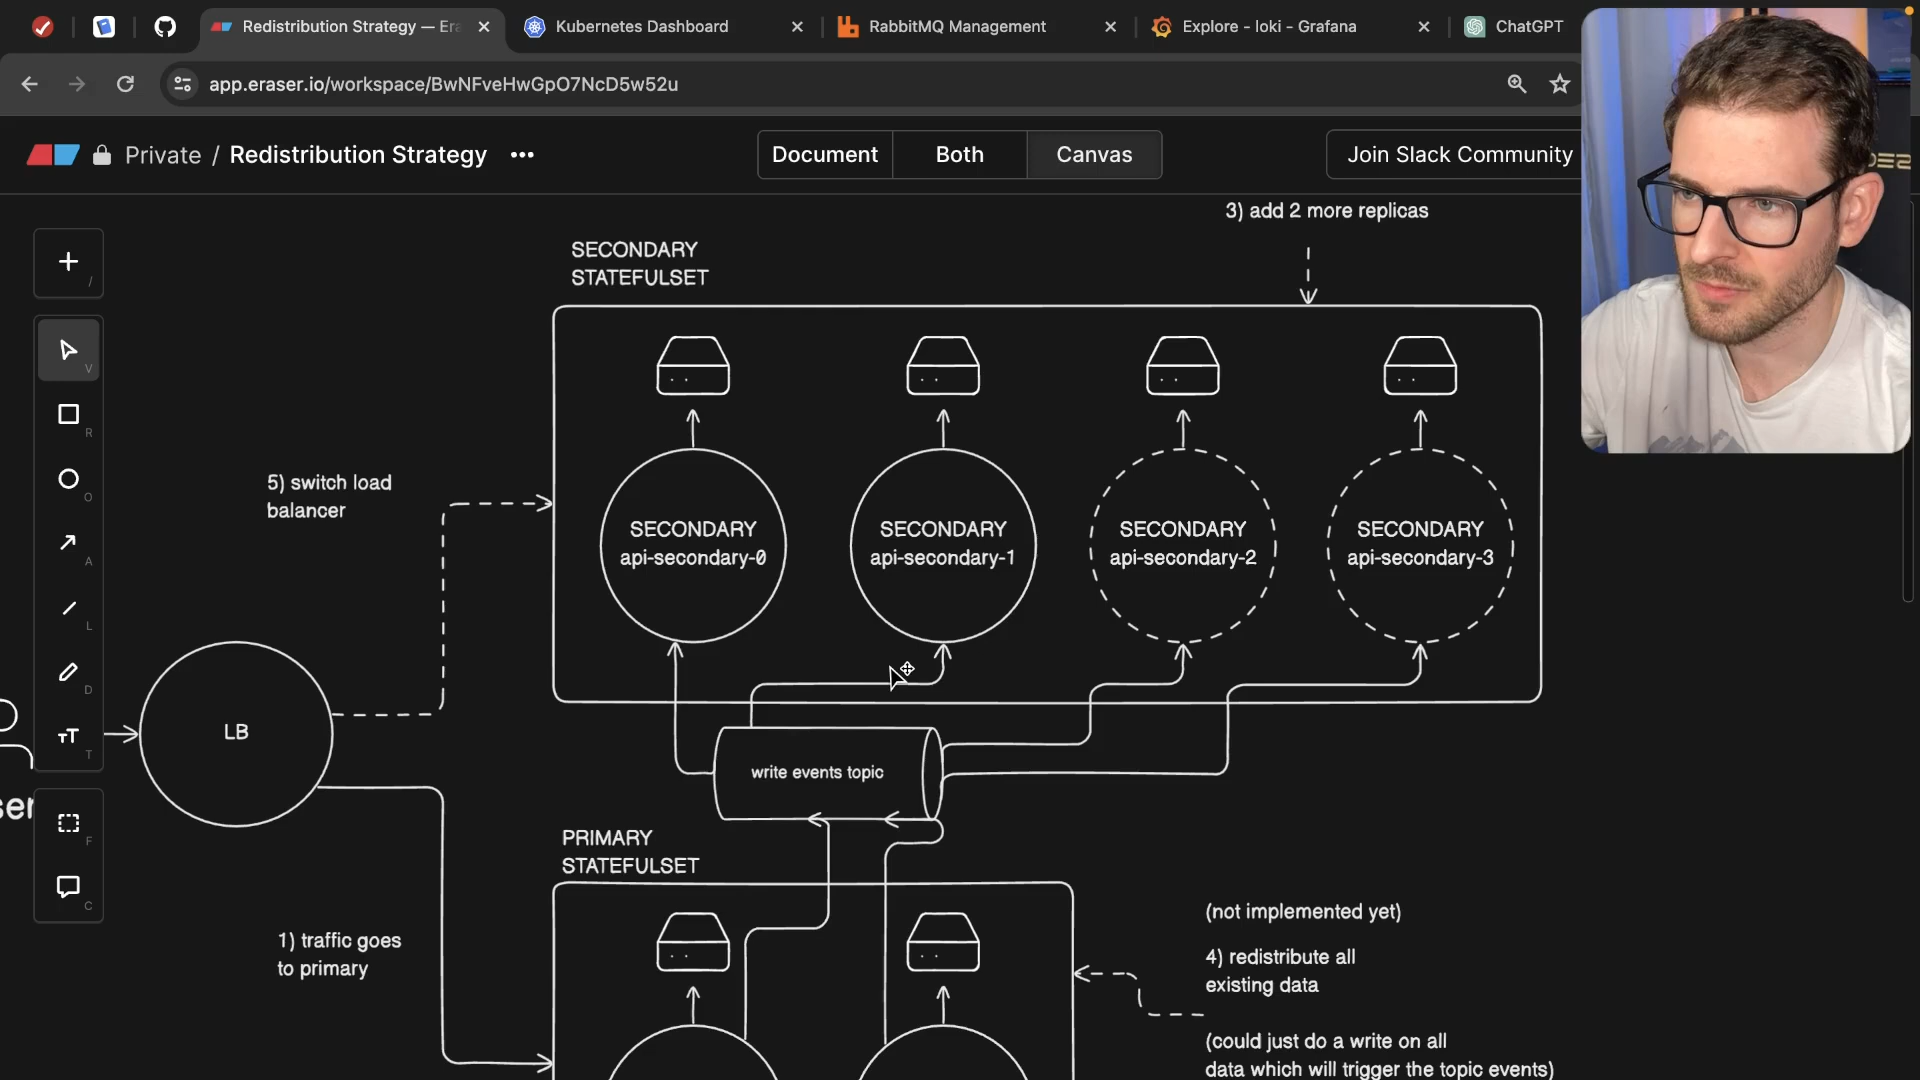 Redistribution Strategy — Era
Kubernetes Dashboard
RabbitMQ Management
Explore - loki - Grafana
ChatGPT
app.eraser.io/workspace/BwNFveHwGpO7NcD5w52u
Private / Redistribution Strategy
Document
Both
Canvas
Join Slack Community
3) add 2 more replicas
SECONDARY
STATEFULSET
/
V
R
O
A
L
D
T
F
C
5) switch load
balancer
SECONDARY
api-secondary-0
SECONDARY
api-secondary-1
SECONDARY
api-secondary-2
SECONDARY
api-secondary-3
LB
ser
write events topic
PRIMARY
STATEFULSET
1) traffic goes
to primary
(not implemented yet)
4) redistribute all
existing data
(could just do a write on all
data which will trigger the topic events)